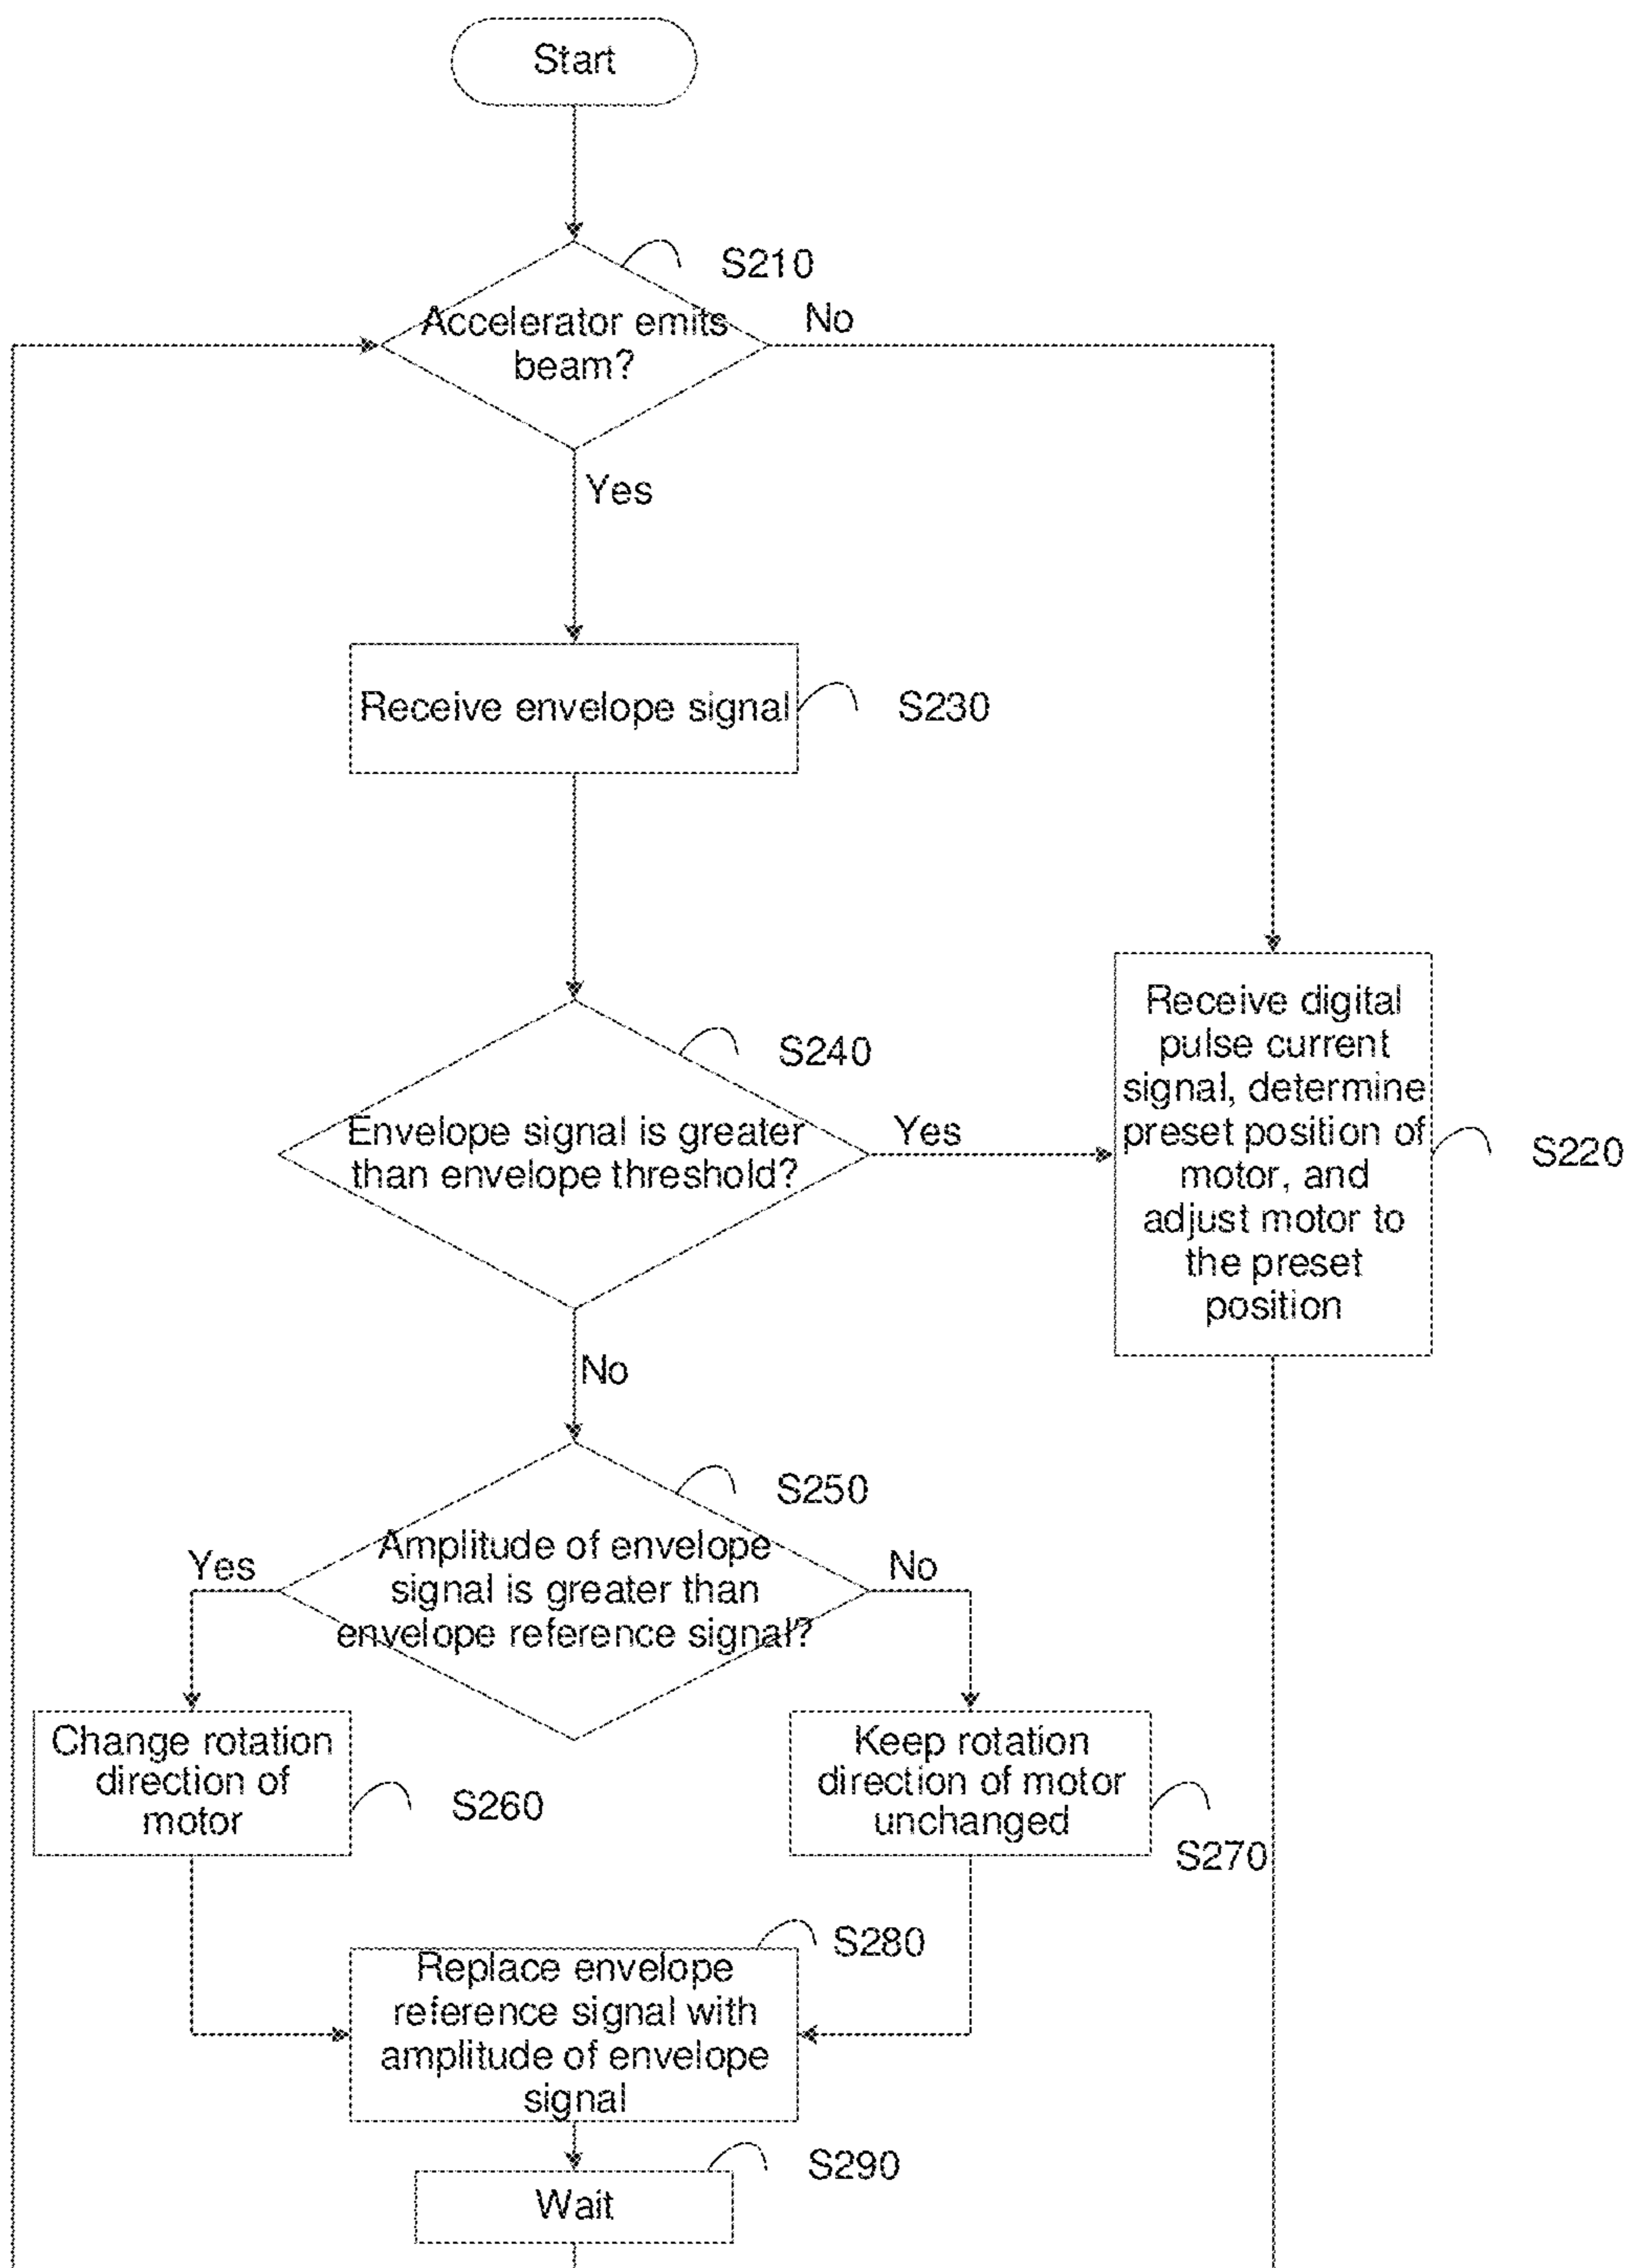 Start
S210
Accelerator emits
beam?
No
Yes
Receive envelope signal
S230
S240
Envelope signal is greater
than envelope threshold?
Yes
No
Receive digital
pulse current
signal, determine
preset position of
motor, and
adjust motor to
the preset
position
S220
S250
Amplitude of envelope
signal is greater than
envelope reference signal?
Yes
No
Change rotation
direction of
motor
S260
Keep rotation
direction of motor
unchanged
S270
S280
Replace envelope
reference signal with
amplitude of envelope
signal
S290
Wait